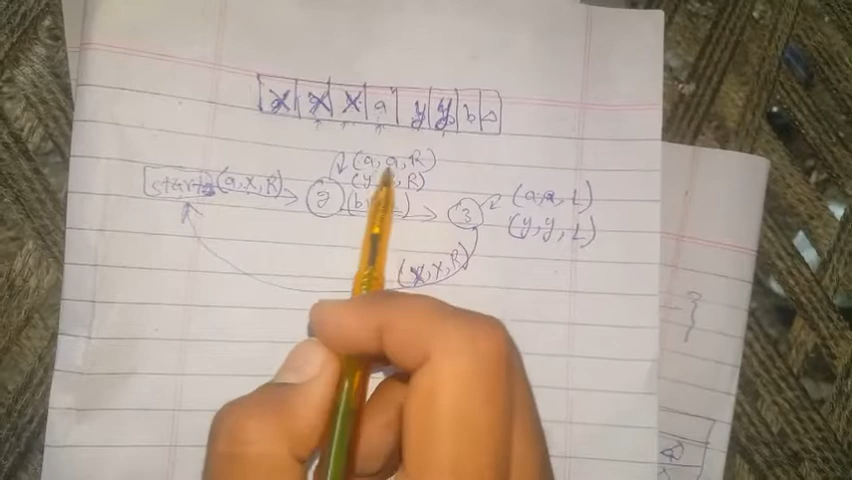 x x x a y y b Δ
(a, a, R)
start (a, x, R) 2 (y R)
3 (a, a, L)
(y, y, L)
(x, x, R)